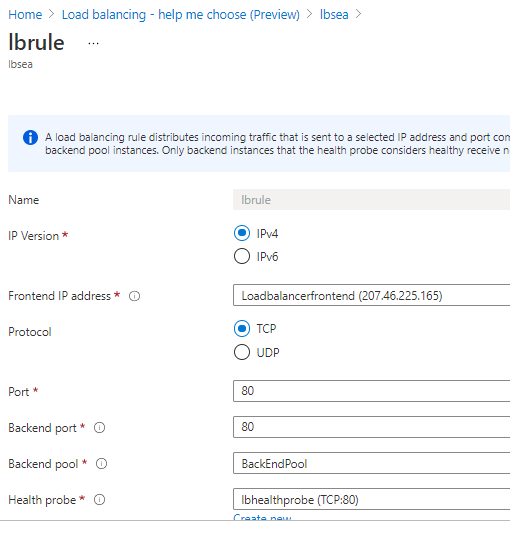 Home > Load balancing - help me choose (Preview) > lbsea >
lbrule ...
lbsea
A load balancing rule distributes incoming traffic that is sent to a selected IP address and port com
backend pool instances. Only backend instances that the health probe considers healthy receive n
Name lbrule
IP Version * IPv4
IPv6
Frontend IP address * Loadbalancerfrontend (207.46.225.165)
Protocol TCP
UDP
Port * 80
Backend port * 80
Backend pool * BackEndPool
Health probe * lbhealthprobe (TCP:80)
Create new